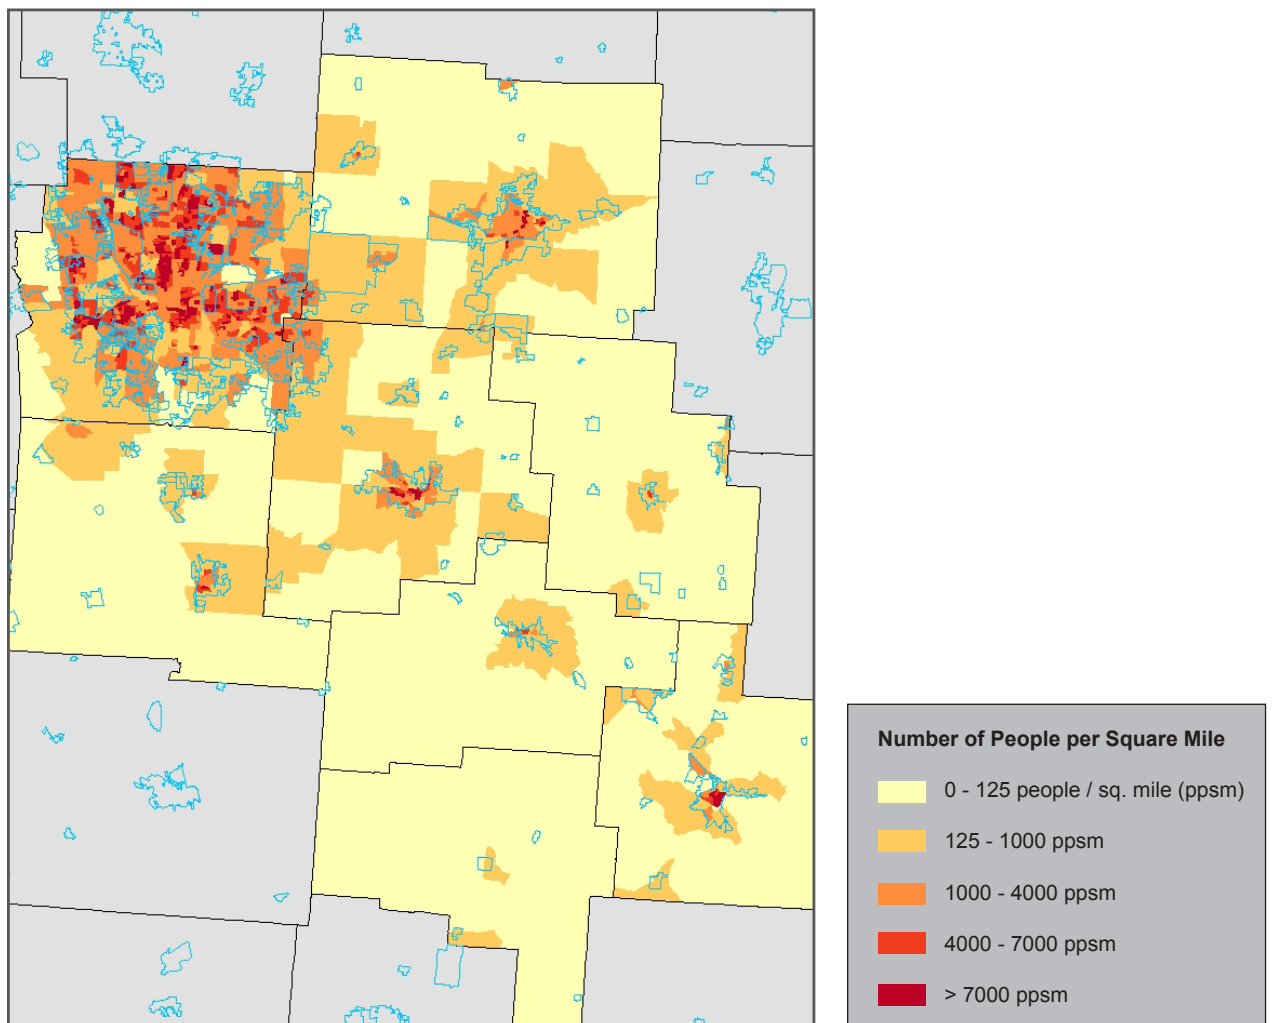 Number of People per Square Mile
0 - 125 people / sq. mile (ppsm)
125 - 1000 ppsm
1000 - 4000 ppsm
4000 - 7000 ppsm
> 7000 ppsm